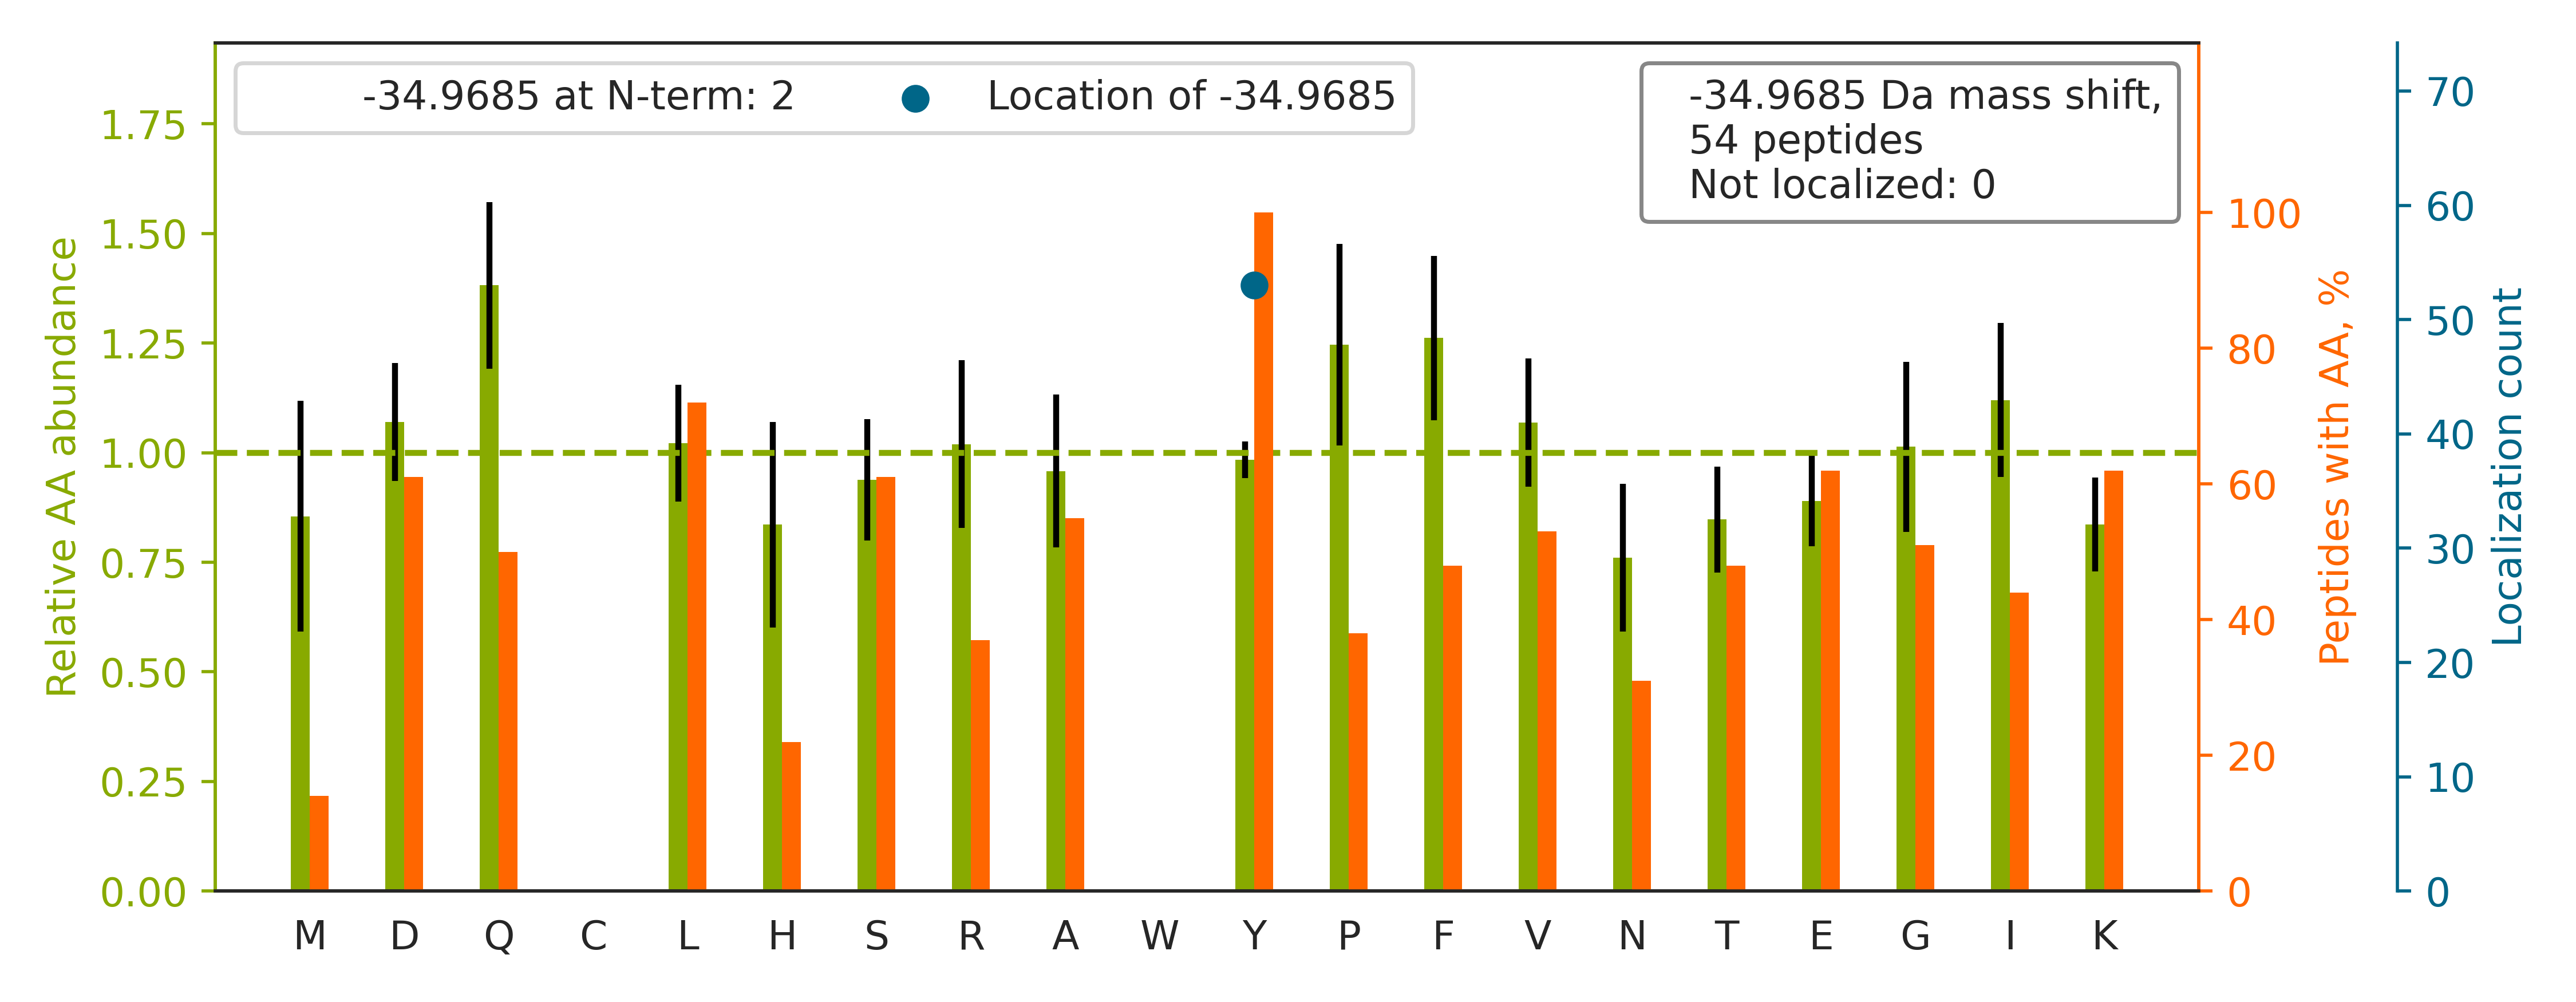 -34.9685 at N-term: 2
Location of -34.9685
-34.9685 Da mass shift,
54 peptides
Not localized: 0
Relative AA abundance
1.75
1.50
1.25
1.00
0.75
0.50
0.25
0.00
M D Q C L H S R A W Y P F V N T E G I K
100
80
60
40
20
0
Peptides with AA, %
70
60
50
40
30
20
10
0
Localization count